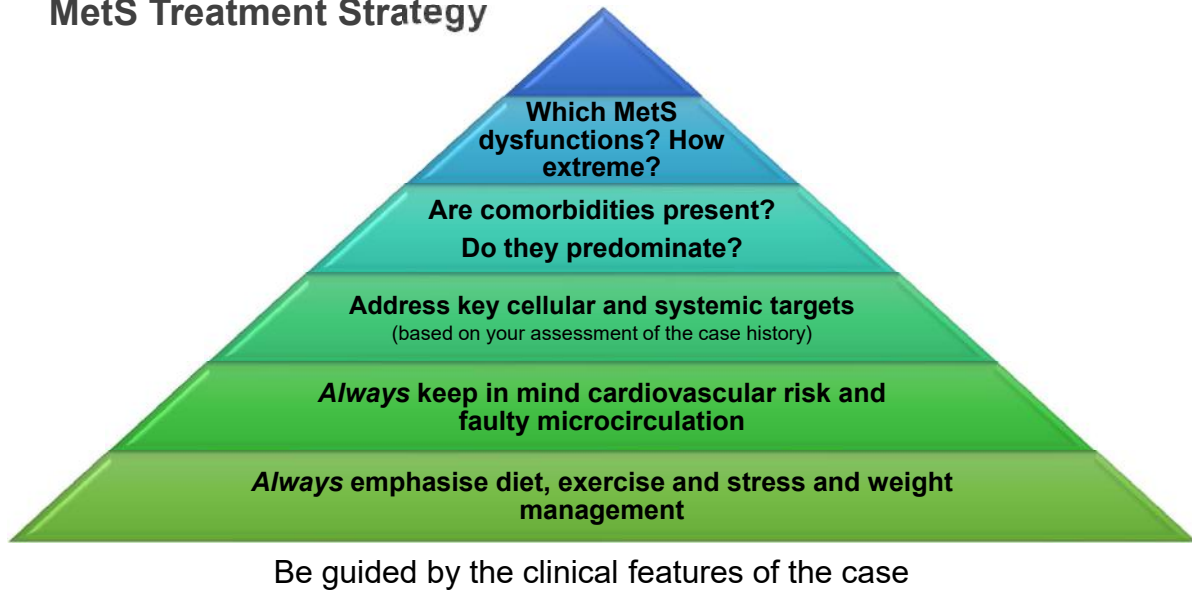 MetS Treatment Strategy
Which MetS
dysfunctions? How
extreme?
Are comorbidities present?
Do they predominate?
Address key cellular and systemic targets
(based on your assessment of the case history)
Always keep in mind cardiovascular risk and
faulty microcirculation
Always emphasise diet, exercise and stress and weight
management
Be guided by the clinical features of the case